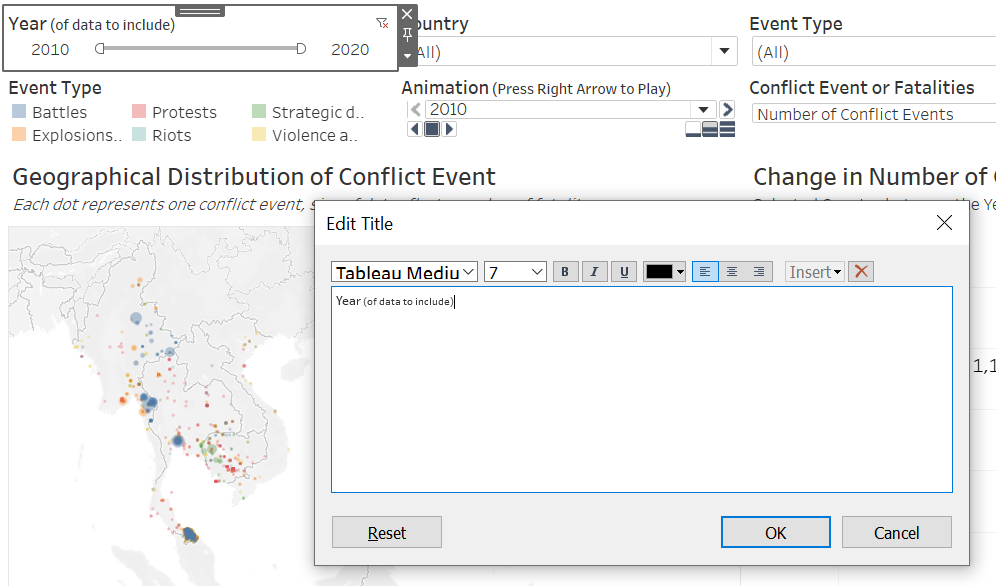 Year (of data to include)
2010 2020
Country
(All)
Event Type
(All)
Event Type
Battles Protests Strategic d..
Explosions.. Riots Violence a..
Animation (Press Right Arrow to Play)
2010
Conflict Event or Fatalities
Number of Conflict Events
Geographical Distribution of Conflict Event
Each dot represents one conflict event,
Change in Number of
Edit Title
Tableau Mediu 7 B I U Insert
Year (of data to include)
1,1
Reset OK Cancel